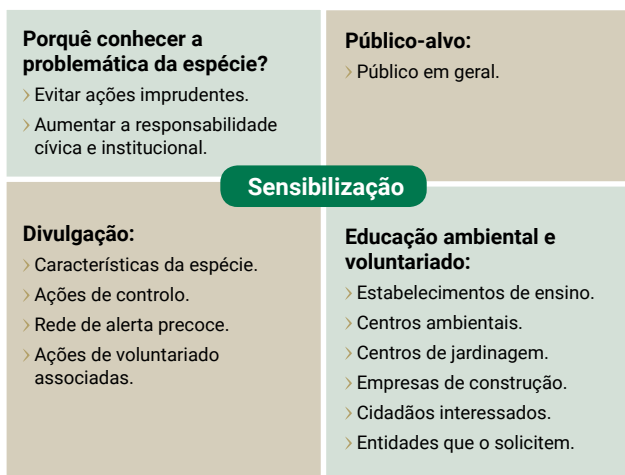 Porquê conhecer a
problemática da espécie?
› Evitar ações imprudentes.
› Aumentar a responsabilidade
cívica e institucional.
Público-alvo:
› Público em geral.
Sensibilização
Divulgação:
› Características da espécie.
› Ações de controlo.
› Rede de alerta precoce.
› Ações de voluntariado
associadas.
Educação ambiental e
voluntariado:
› Estabelecimentos de ensino.
› Centros ambientais.
› Centros de jardinagem.
› Empresas de construção.
› Cidadãos interessados.
› Entidades que o solicitem.